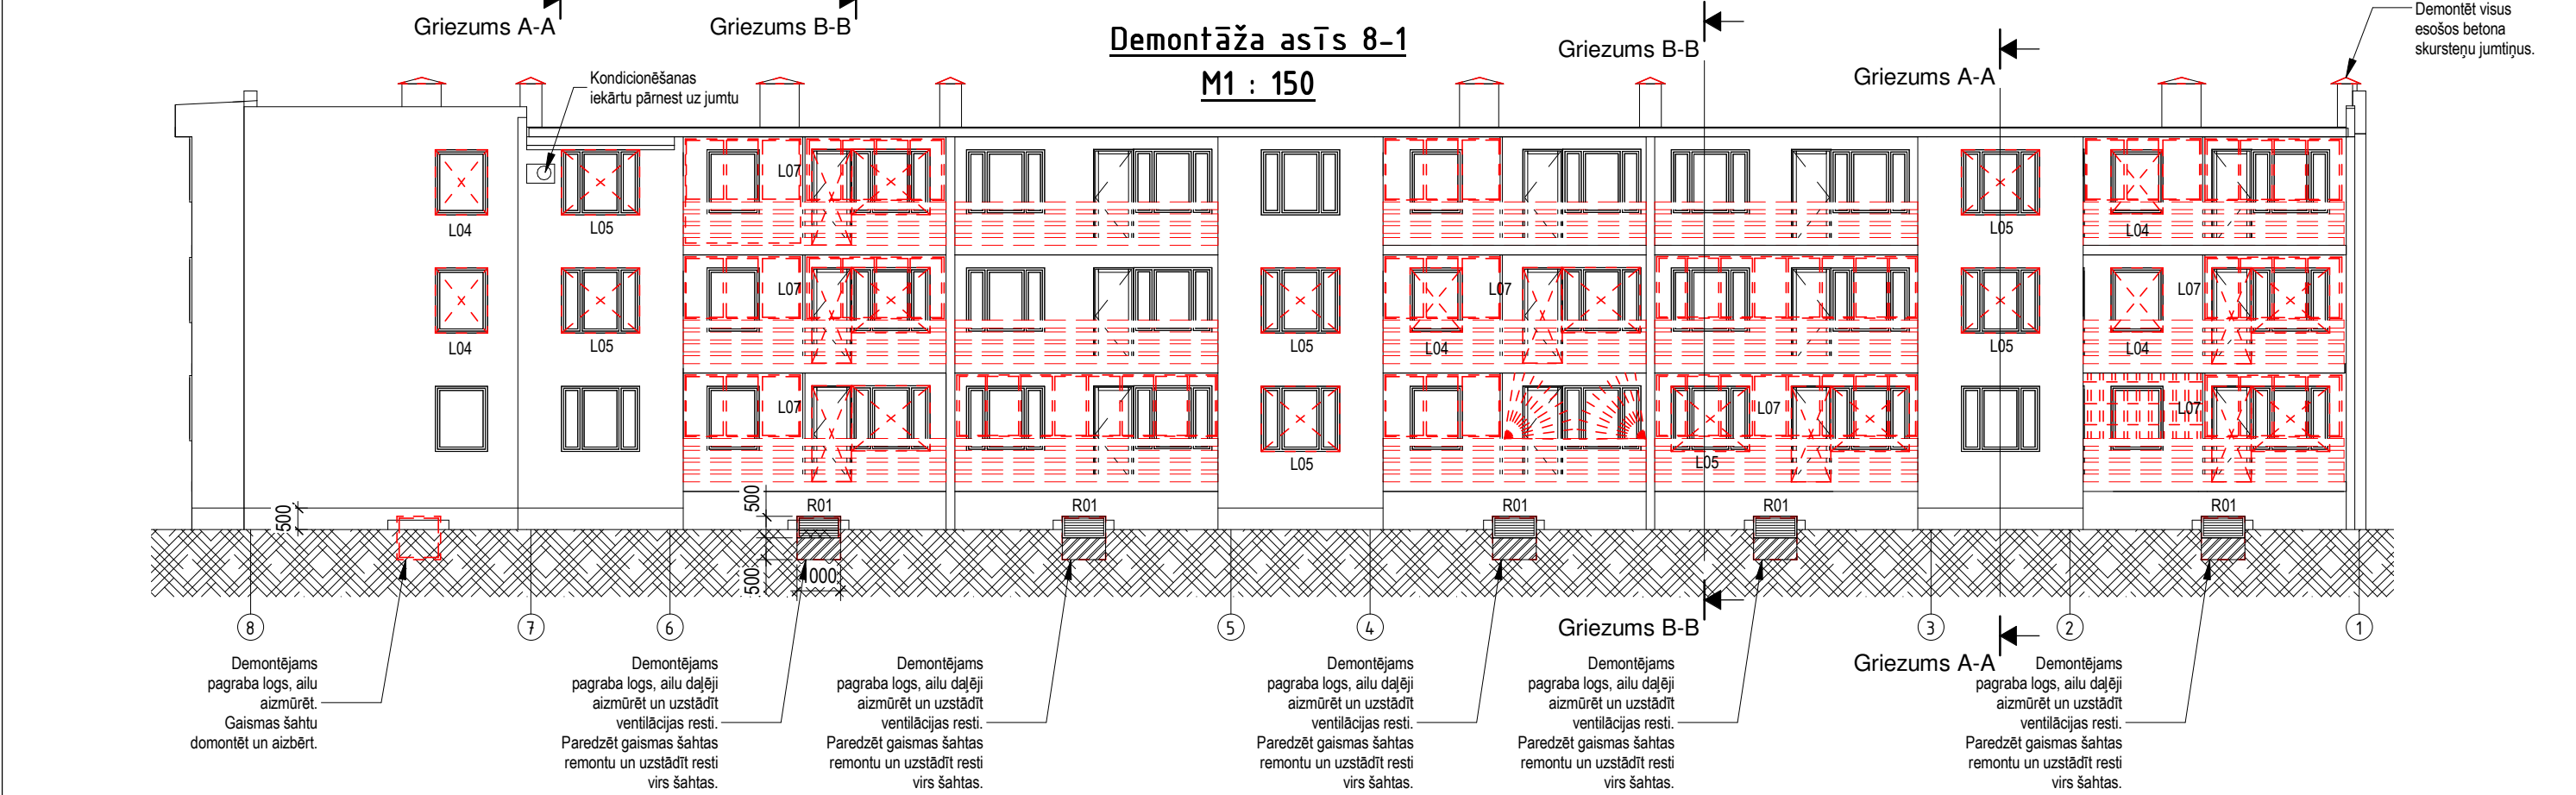 Griezums A-A
Griezums B-B
Demontāža asīs 8-1
M1 : 150
Griezums B-B
Griezums A-A
Demontēt visus
esošos betona
skursteņu jumtiņus.
Kondicionēšanas
iekārtu pārnest uz jumtu
L07
L04
L05
L05
L04
L07
L07
L07
L04
L05
L05
L04
L05
L04
L07
L07
L07
L05
L05
500
500
R01
R01
R01
R01
R01
500
1000
8
7
6
5
4
3
2
1
Griezums B-B
Griezums A-A
Demontējams
pagraba logs, ailu
aizmūrēt.
Gaismas šahtu
domontēt un aizbērt.
Demontējams
pagraba logs, ailu daļēji
aizmūrēt un uzstādīt
ventilācijas resti.
Paredzēt gaismas šahtas
remontu un uzstādīt resti
virs šahtas.
Demontējams
pagraba logs, ailu daļēji
aizmūrēt un uzstādīt
ventilācijas resti.
Paredzēt gaismas šahtas
remontu un uzstādīt resti
virs šahtas.
Demontējams
pagraba logs, ailu daļēji
aizmūrēt un uzstādīt
ventilācijas resti.
Paredzēt gaismas šahtas
remontu un uzstādīt resti
virs šahtas.
Demontējams
pagraba logs, ailu daļēji
aizmūrēt un uzstādīt
ventilācijas resti.
Paredzēt gaismas šahtas
remontu un uzstādīt resti
virs šahtas.
Demontējams
pagraba logs, ailu daļēji
aizmūrēt un uzstādīt
ventilācijas resti.
Paredzēt gaismas šahtas
remontu un uzstādīt resti
virs šahtas.